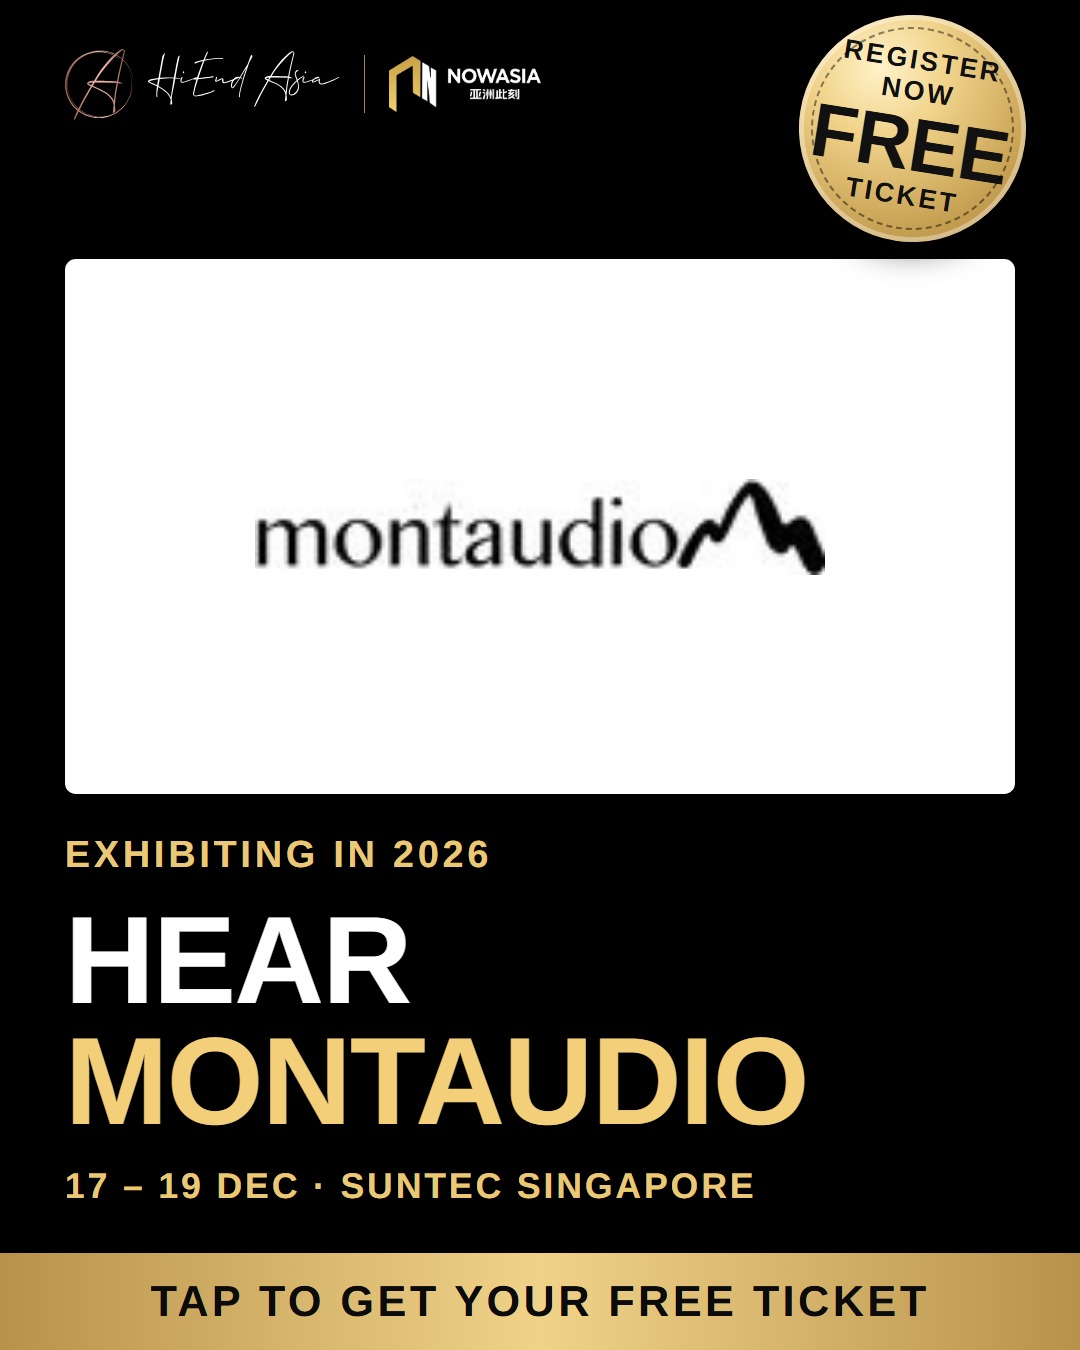 A HiEnd Asia
NOWASIA
亚洲此刻
REGISTER
NOW
FREE
TICKET
montaudio
EXHIBITING IN 2026
HEAR
MONTAUDIO
17 – 19 DEC · SUNTEC SINGAPORE
TAP TO GET YOUR FREE TICKET